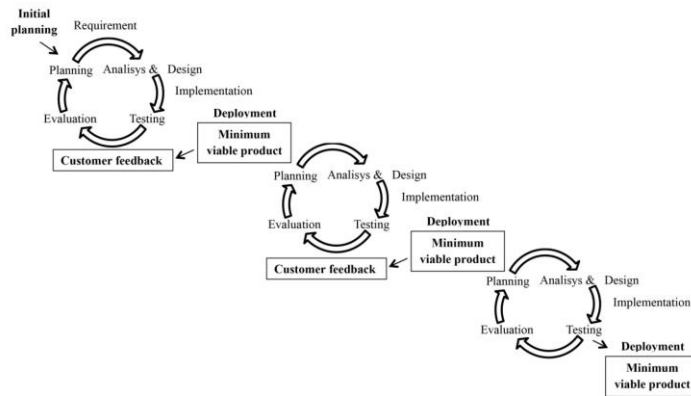 Initial
planning
Requirement
Planning
Analisys & Design
Implementation
Evaluation
Testing
Deployment
Minimum
viable product
Customer feedback
Planning
Analisys & Design
Implementation
Evaluation
Testing
Deployment
Minimum
viable product
Customer feedback
Planning
Analisys & Design
Implementation
Evaluation
Testing
Deployment
Minimum
viable product